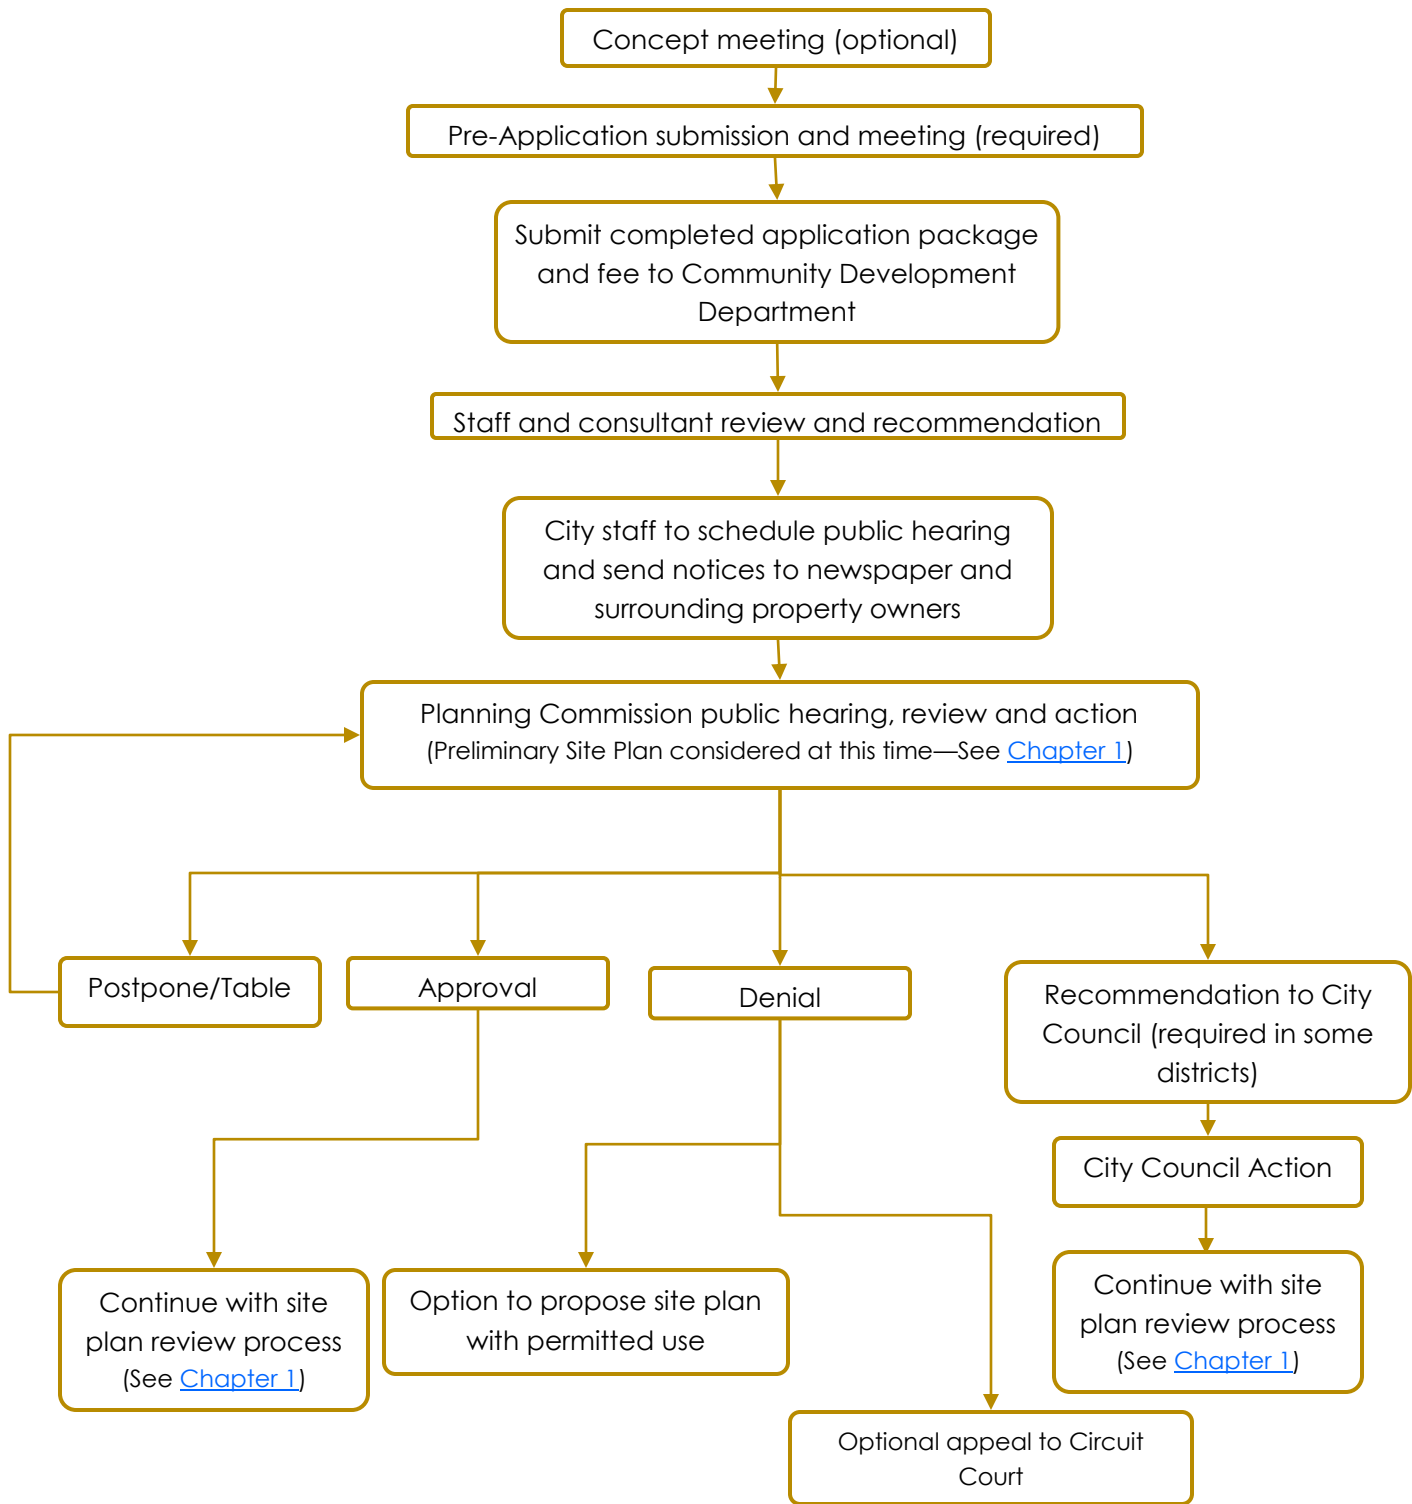 Concept meeting (optional)
Pre-Application submission and meeting (required)
Submit completed application package
and fee to Community Development
Department
Staff and consultant review and recommendation
City staff to schedule public hearing
and send notices to newspaper and
surrounding property owners
Planning Commission public hearing, review and action
(Preliminary Site Plan considered at this time—See Chapter 1)
Postpone/Table
Approval
Denial
Recommendation to City
Council (required in some
districts)
City Council Action
Continue with site
plan review process
(See Chapter 1)
Option to propose site plan
with permitted use
Continue with site
plan review process
(See Chapter 1)
Optional appeal to Circuit
Court